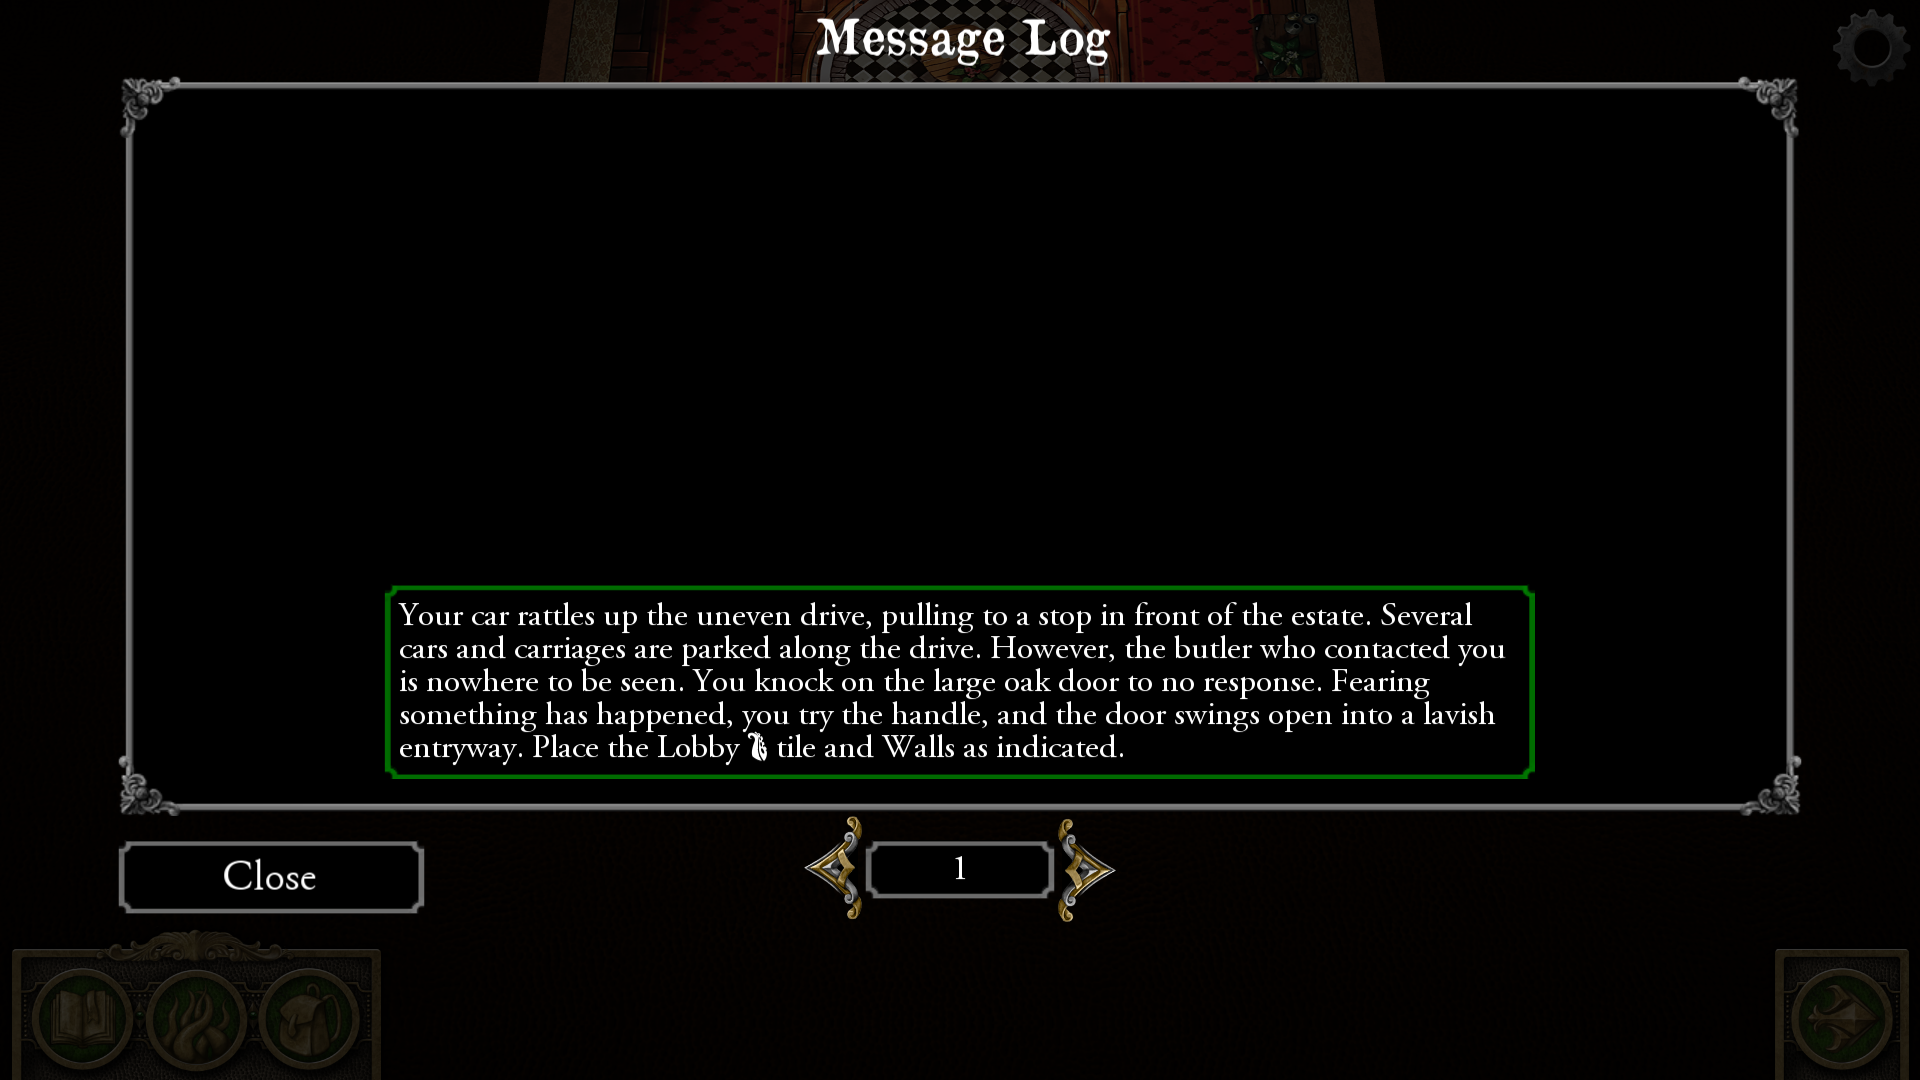 Message Log
Your car rattles up the uneven drive, pulling to a stop in front of the estate. Several
cars and carriages are parked along the drive. However, the butler who contacted you
is nowhere to be seen. You knock on the large oak door to no response. Fearing
something has happened, you try the handle, and the door swings open into a lavish
entryway. Place the Lobby tile and Walls as indicated.
Close
1